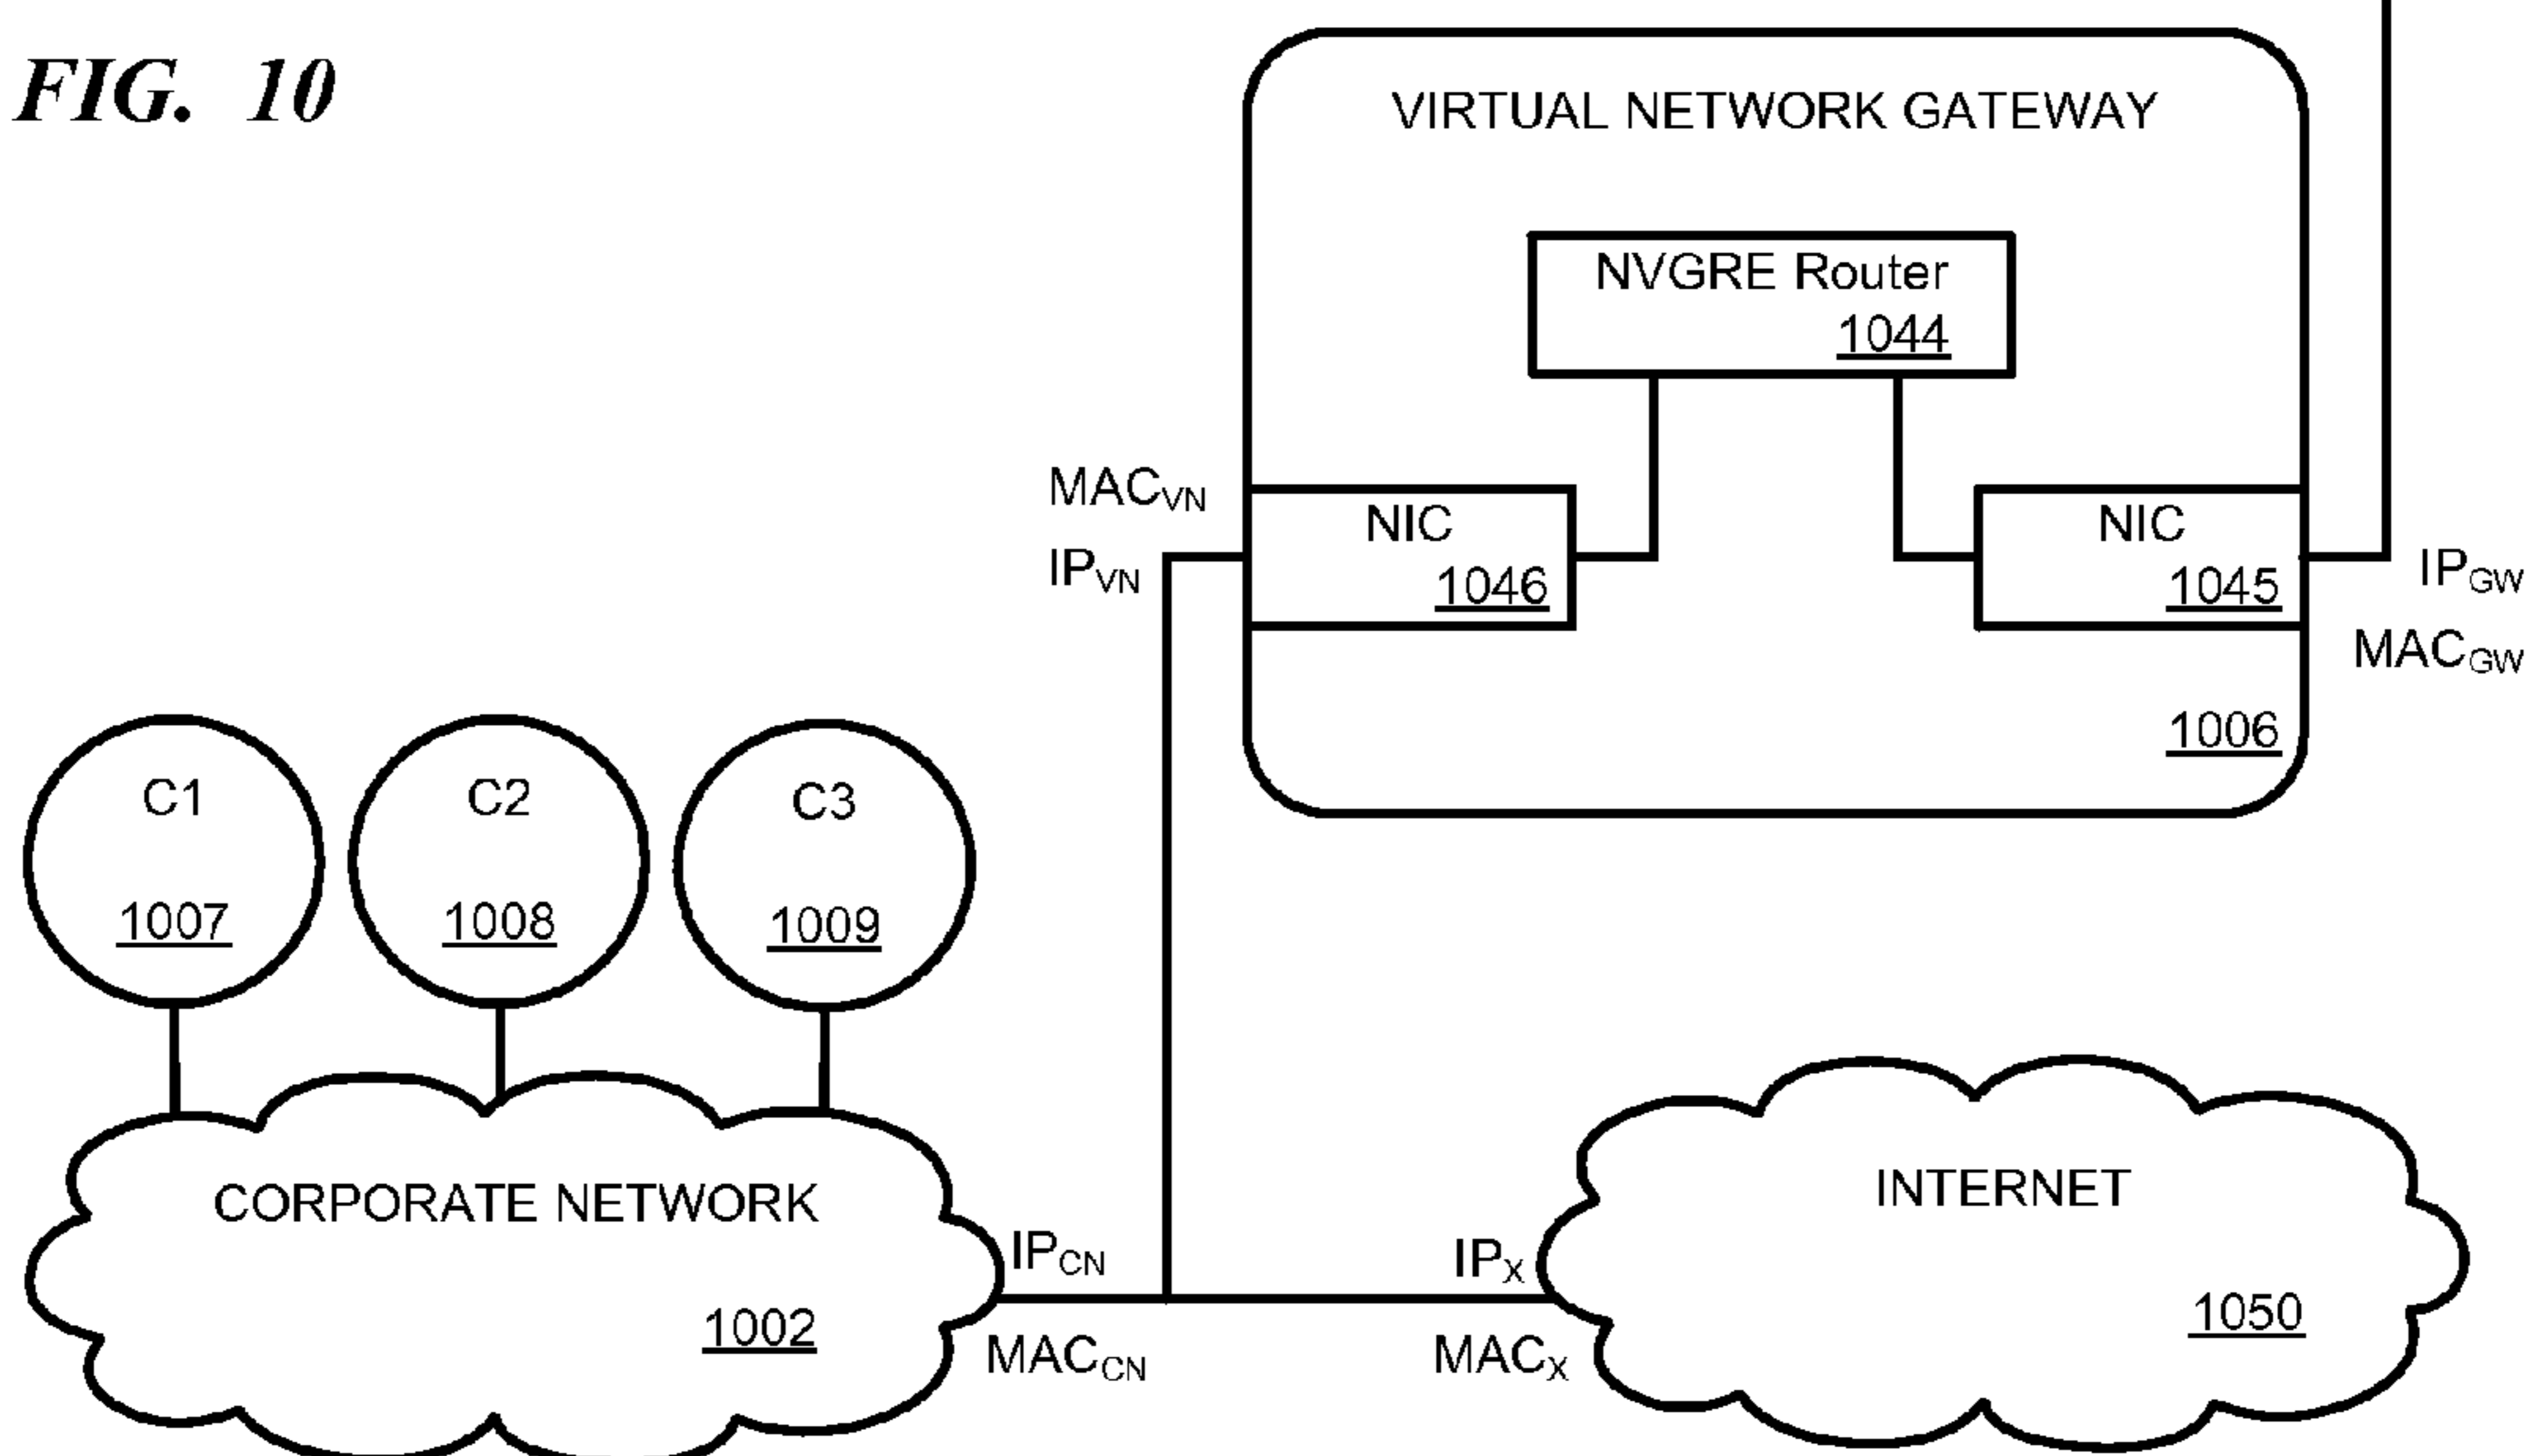 FIG. 10
VIRTUAL NETWORK GATEWAY
NVGRE Router
1044
MACVN
IPVN
NIC
1046
NIC
1045
IPGW
MACGW
1006
C1
1007
C2
1008
C3
1009
CORPORATE NETWORK
1002
IPCN
MACCN
IPX
MACX
INTERNET
1050